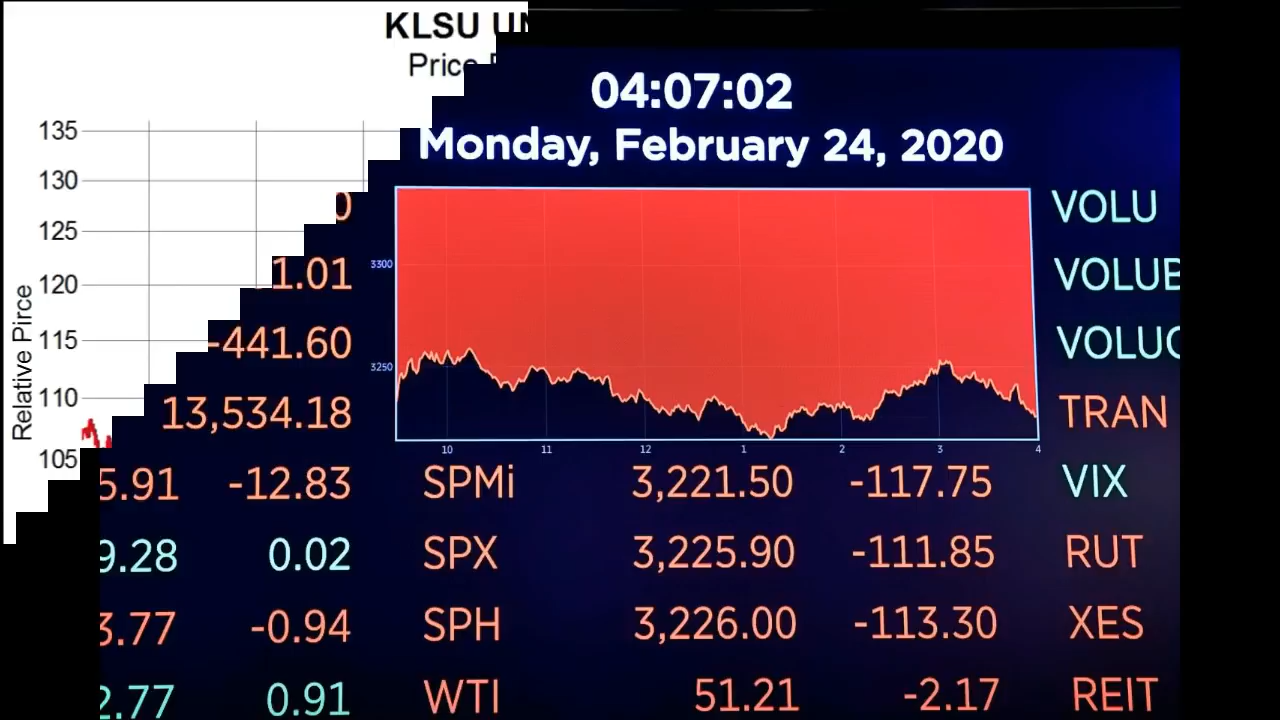 KLSU
Price
04:07:02
Monday, February 24, 2020
135
130
125
120
115
110
105
Relative Pirce
3300
3250
10 11 12 1 2 3 4
0 VOLU
1.01 VOLUB
-441.60 VOLUC
13,534.18 TRAN
5.91 -12.83 SPMi 3,221.50 -117.75 VIX
9.28 0.02 SPX 3,225.90 -111.85 RUT
3.77 -0.94 SPH 3,226.00 -113.30 XES
2.77 0.91 WTI 51.21 -2.17 REIT